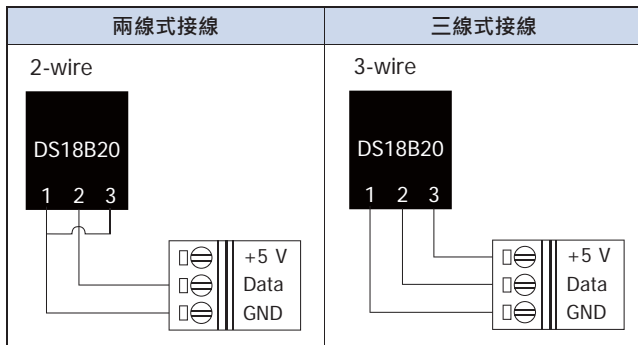 兩線式接線
三線式接線
2-wire
DS18B20
1 2 3
+5 V
Data
GND
3-wire
DS18B20
1 2 3
+5 V
Data
GND